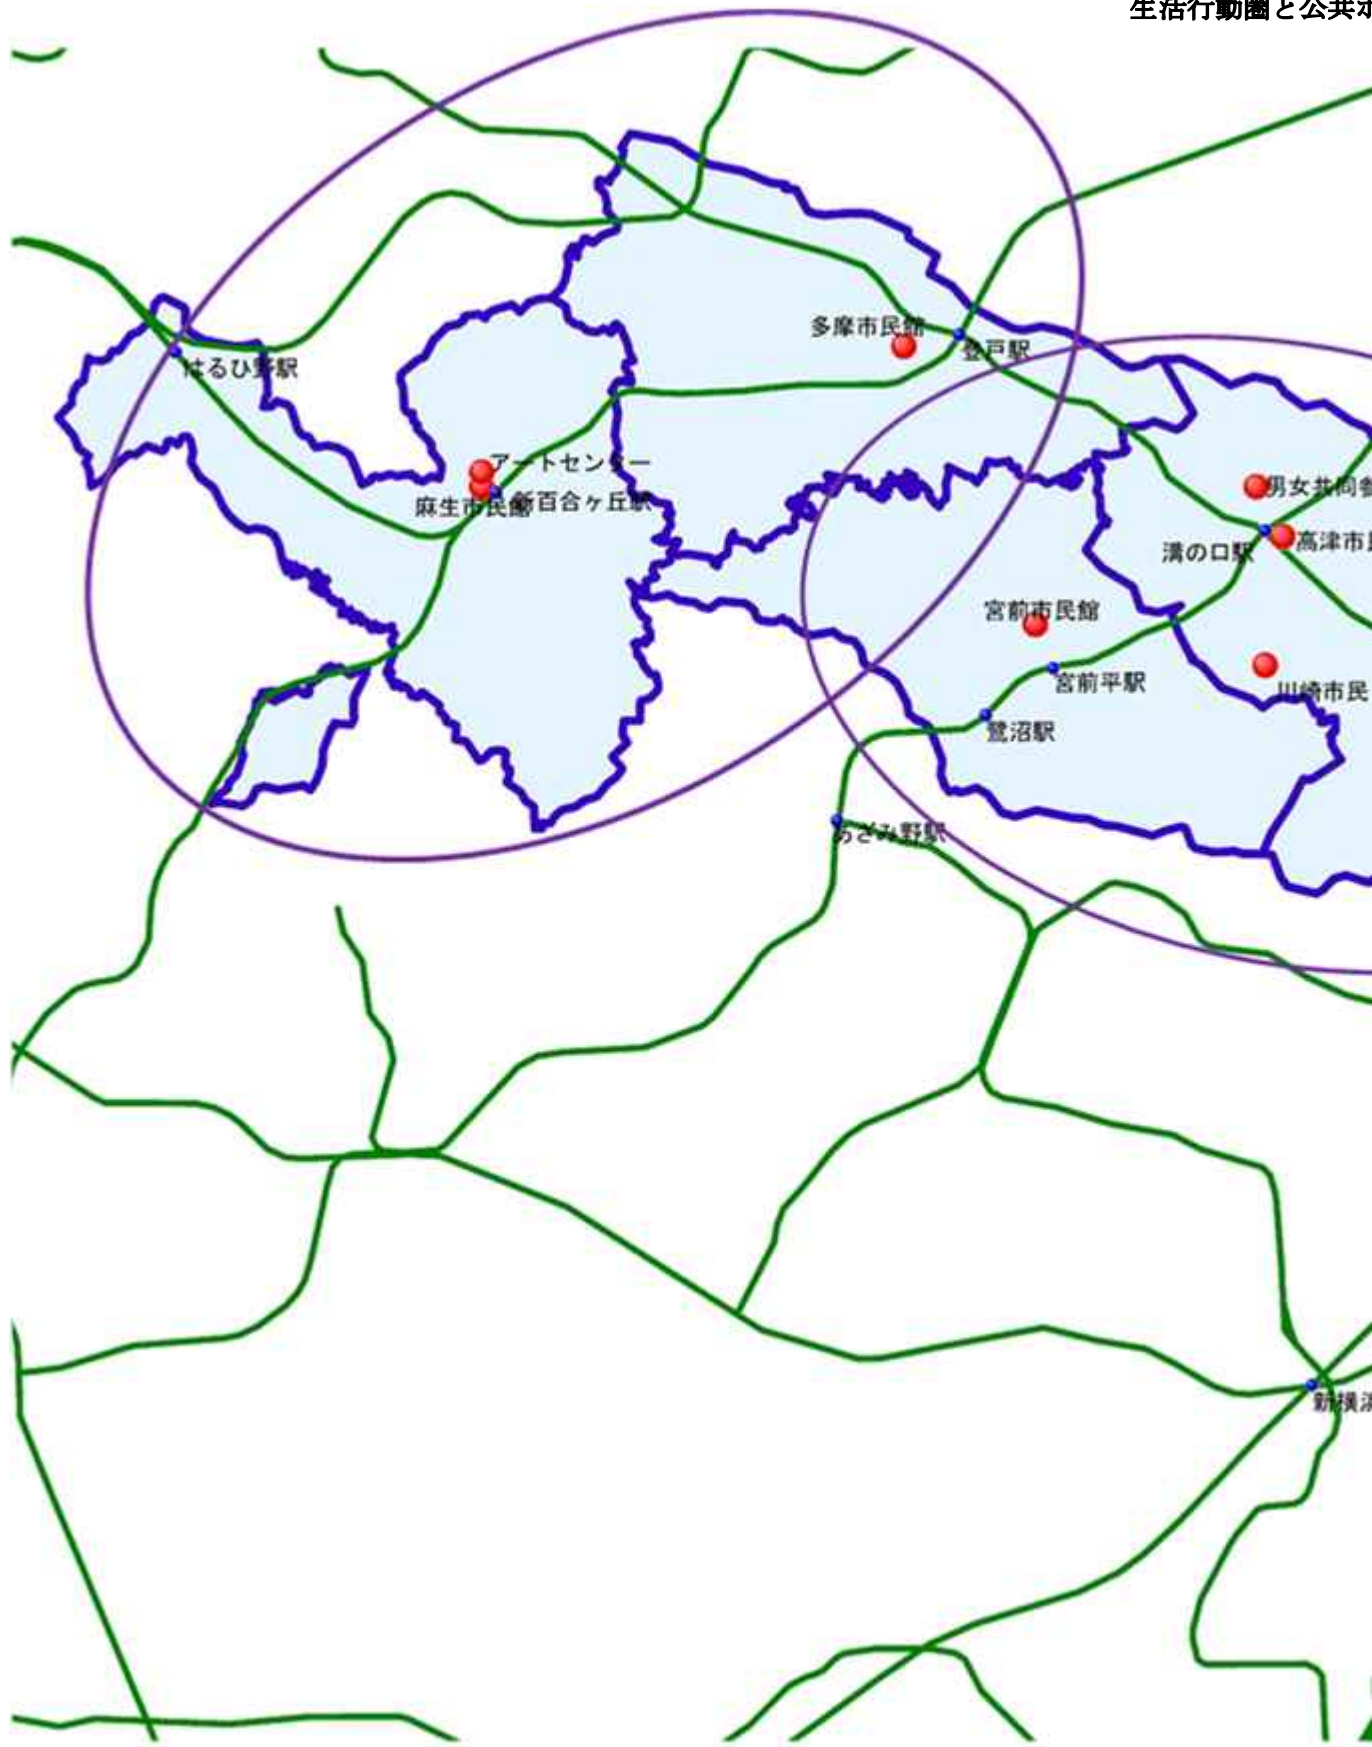 生活行動圏と公共ホ
多摩市民館
登戸駅
はるひ野駅
アートセンター
麻生市民館
新百合ヶ丘駅
男女共同参
溝の口駅
高津市民
宮前市民館
宮前平駅
川崎市民
鷺沼駅
あざみ野駅
新横浜